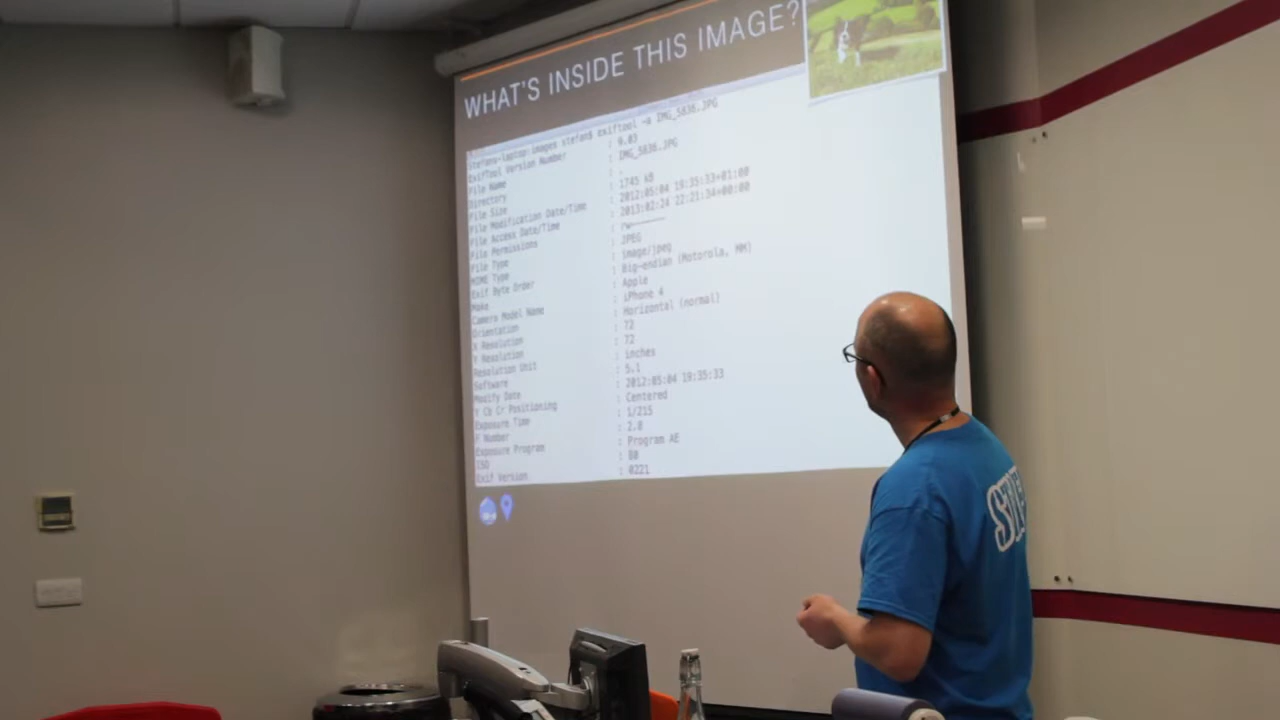 WHAT'S INSIDE THIS IMAGE?
stefans-laptop:images stefan$ exiftool -a IMG_5836.JPG
ExifTool Version Number : 9.03
File Name : IMG_5836.JPG
Directory : .
File Size : 1745 kB
File Modification Date/Time : 2012:05:04 19:35:33+01:00
File Access Date/Time : 2013:02:24 22:21:34+00:00
File Permissions :
File Type : JPEG
MIME Type : image/jpeg
Exif Byte Order : Big-endian (Motorola, MM)
Make : Apple
Camera Model Name : iPhone 4
Orientation : Horizontal (normal)
X Resolution : 72
Y Resolution : 72
Resolution Unit : inches
Software : 5.1
Modify Date : 2012:05:04 19:35:33
Y Cb Cr Positioning : Centered
Exposure Time : 1/215
F Number : 2.8
Exposure Program : Program AE
ISO : 80
Exif Version : 0221